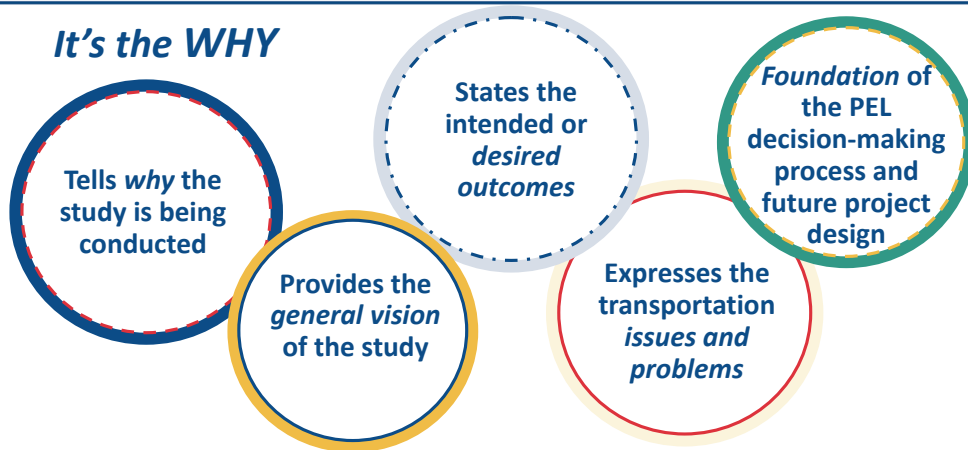 It's the WHY
Tells why the
study is being
conducted
Provides the
general vision
of the study
States the
intended or
desired
outcomes
Expresses the
transportation
issues and
problems
Foundation of
the PEL
decision-making
process and
future project
design